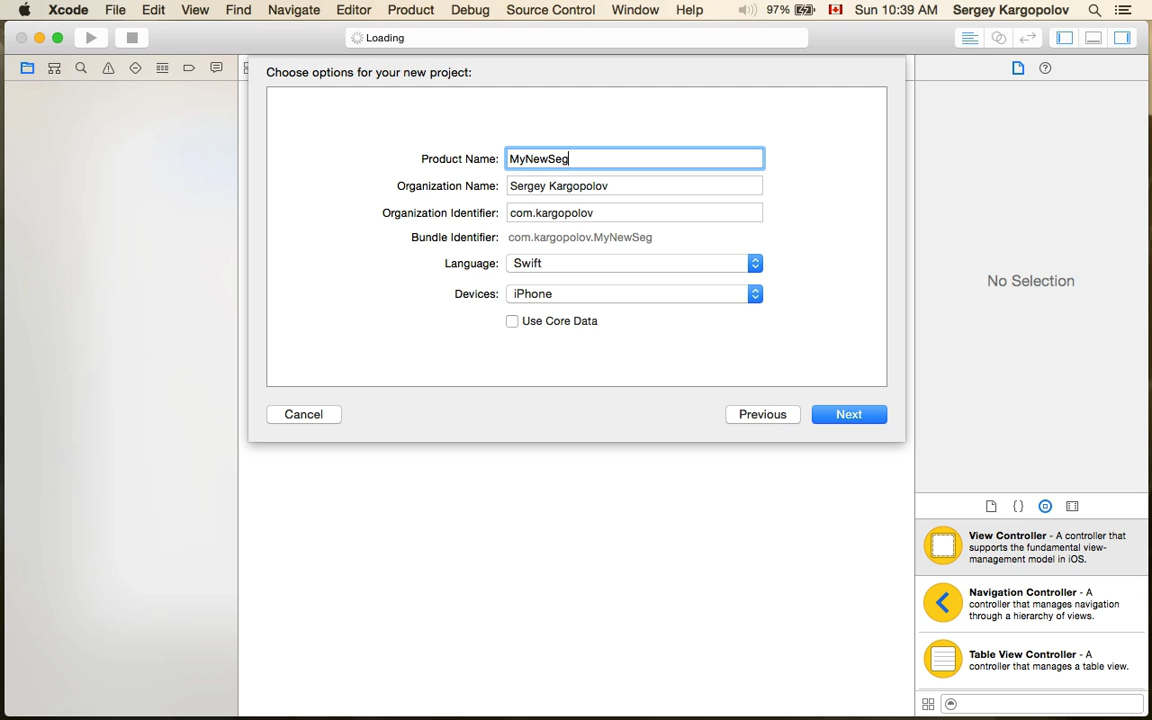 Xcode File Edit View Find Navigate Editor Product Debug Source Control Window Help 97% Sun 10:39 AM Sergey Kargopolov
Loading
Choose options for your new project:
Product Name: MyNewSeg
Organization Name: Sergey Kargopolov
Organization Identifier: com.kargopolov
Bundle Identifier: com.kargopolov.MyNewSeg
Language: Swift
Devices: iPhone
Use Core Data
Cancel Previous Next
No Selection
View Controller - A controller that
supports the fundamental view-
management model in iOS.
Navigation Controller - A
controller that manages navigation
through a hierarchy of views.
Table View Controller - A
controller that manages a table view.